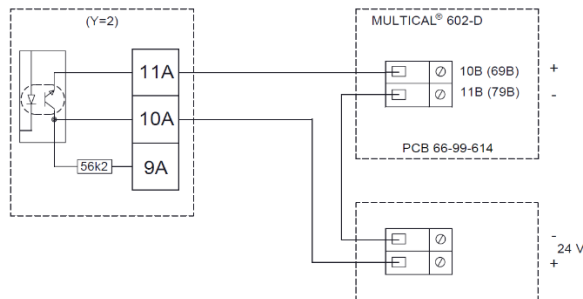 (Y=2)
11A
10A
9A
56k2
MULTICAL® 602-D
10B (69B)
+
11B (79B)
-
PCB 66-99-614
-
24 V
+